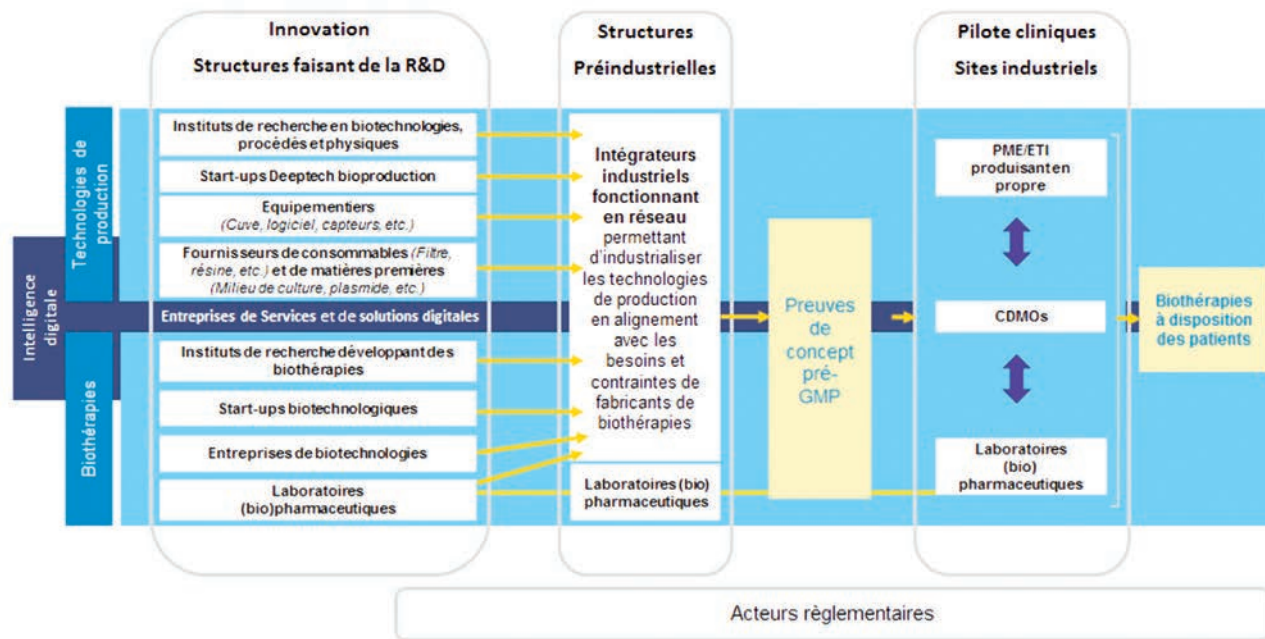 Innovation
Structures faisant de la R&D
Structures
Préindustrielles
Pilote cliniques
Sites industriels
Intelligence
digitale
Technologies de
production
Biothérapies
Instituts de recherche en biotechnologies,
procédés et physiques
Start-ups Deeptech bioproduction
Equipementiers
(Cuve, logiciel, capteurs, etc.)
Fournisseurs de consommables (Filtre,
résine, etc.) et de matières premières
(Milieu de culture, plasmide, etc.)
Entreprises de Services et de solutions digitales
Instituts de recherche développant des
biothérapies
Start-ups biotechnologiques
Entreprises de biotechnologies
Laboratoires
(bio)pharmaceutiques
Intégrateurs
industriels
fonctionnant
en réseau
permettant
d'industrialiser
les technologies
de production
en alignement
avec les
besoins et
contraintes de
fabricants de
biothérapies
Laboratoires (bio)
pharmaceutiques
Preuves
de
concept
pré-
GMP
PME/ETI
produisant en
propre
CDMOs
Laboratoires
(bio)
pharmaceutiques
Biothérapies
à disposition
des patients
Acteurs règlementaires